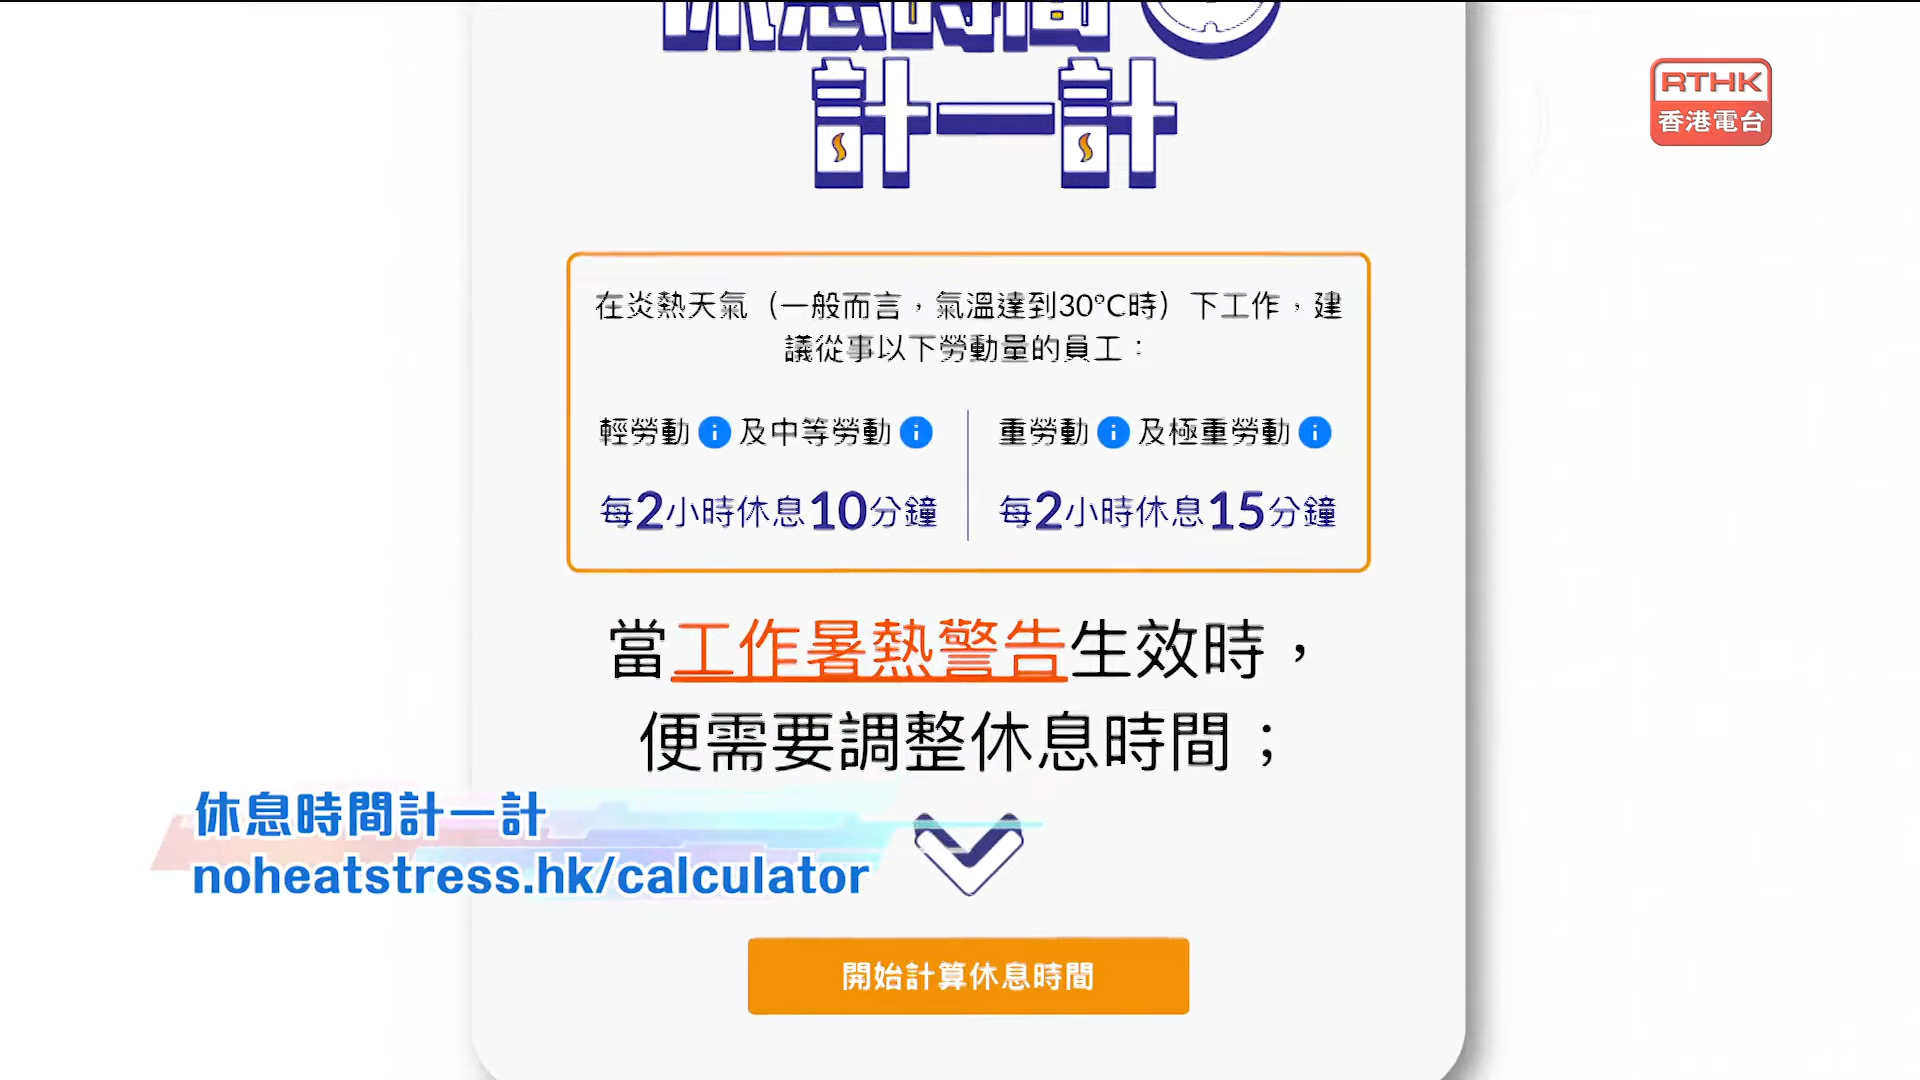 休息時間
計一計
RTHK
香港電台
在炎熱天氣（一般而言，氣溫達到30°C時）下工作，建
議從事以下勞動量的員工：
輕勞動 i 及中等勞動 i
每2小時休息10分鐘
重勞動 i 及極重勞動 i
每2小時休息15分鐘
當工作暑熱警告生效時，
便需要調整休息時間；
休息時間計一計
noheatstress.hk/calculator
開始計算休息時間